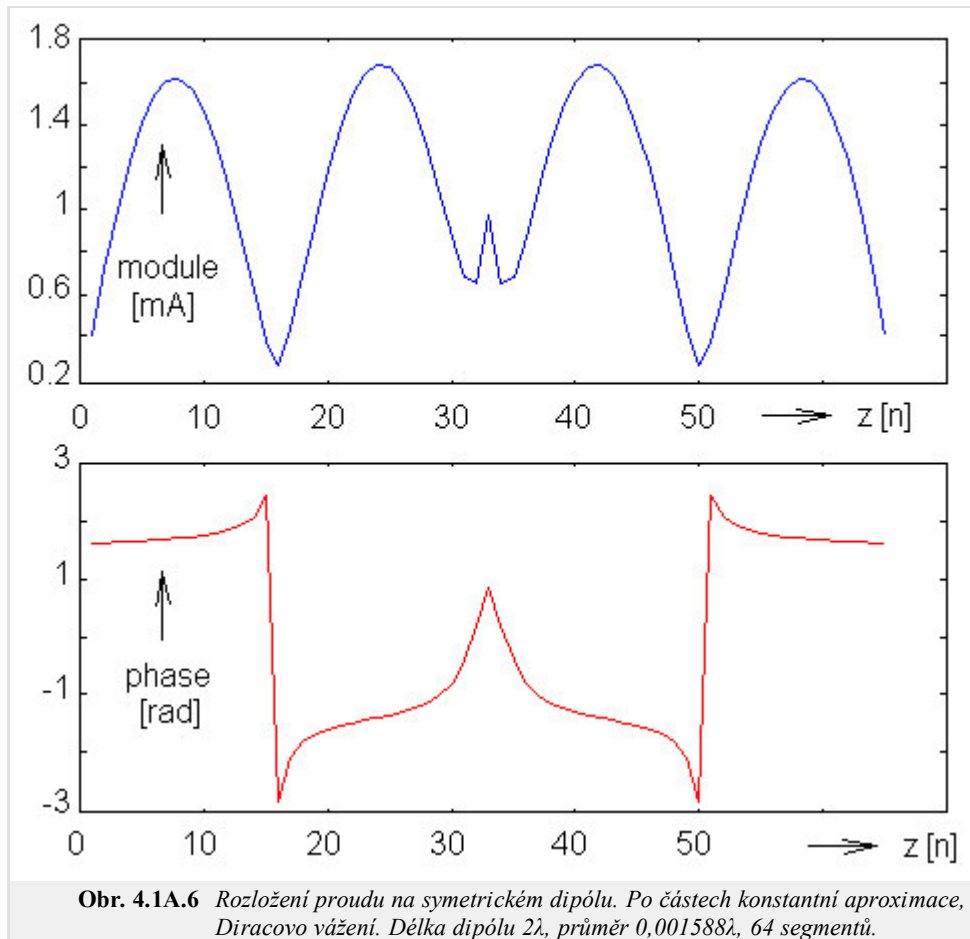 1.8
1.4
1
0.6
0.2
module
[mA]
0 10 20 30 40 50 z [n]
3
1
-1
-3
phase
[rad]
0 10 20 30 40 50 z [n]
Obr. 4.1A.6 Rozložení proudu na symetrickém dipólu. Po částech konstantní aproximace,
Diracovo vážení. Délka dipólu 2λ, průměr 0,001588λ, 64 segmentů.